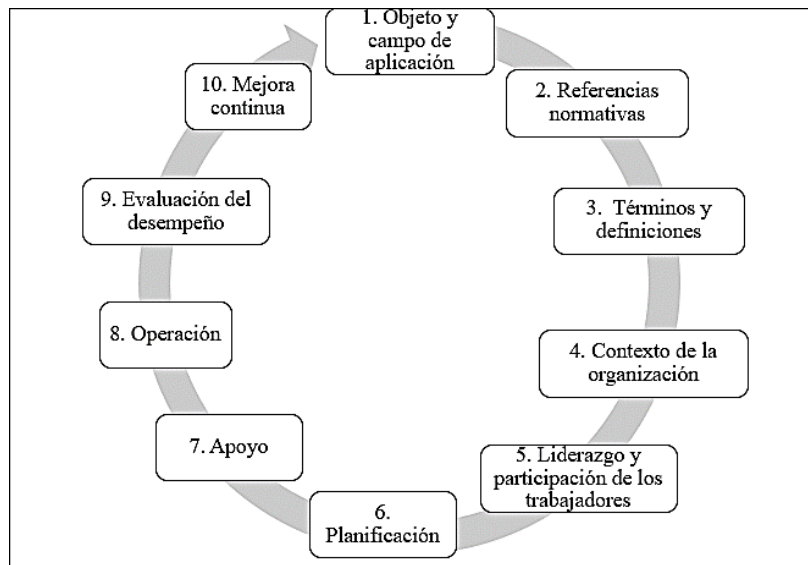 1. Objeto y
campo de
aplicación
2. Referencias
normativas
3. Términos y
definiciones
4. Contexto de la
organización
5. Liderazgo y
participación de los
trabajadores
6.
Planificación
7. Apoyo
8. Operación
9. Evaluación del
desempeño
10. Mejora
continua